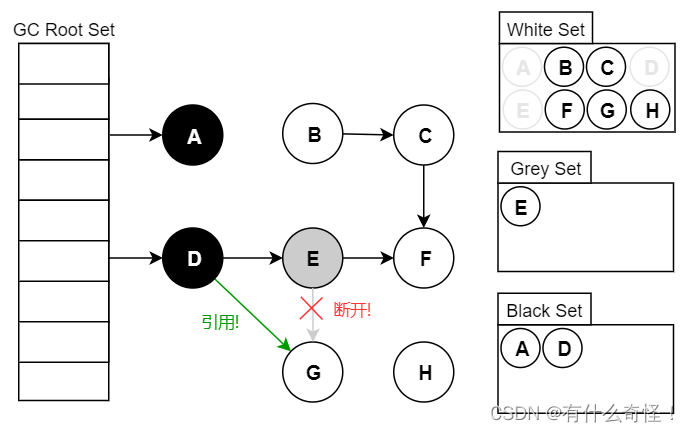 GC Root Set
White Set
A B C D
E F G H
A
B
C
Grey Set
E
D
E
F
引用!
断开!
Black Set
A D
G
H
CSDN @有什么奇怪！